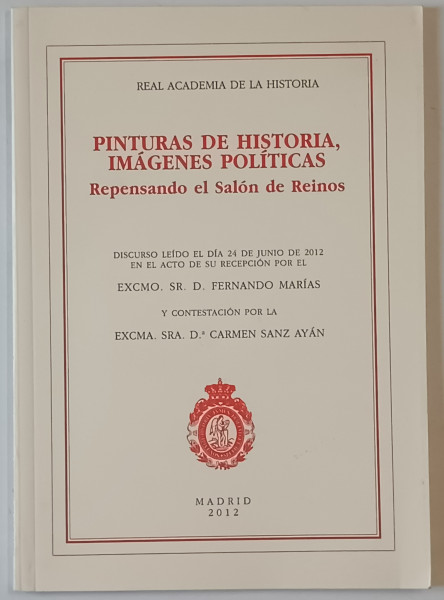 REAL ACADEMIA DE LA HISTORIA
PINTURAS DE HISTORIA,
IMÁGENES POLÍTICAS
Repensando el Salón de Reinos
DISCURSO LEÍDO EL DÍA 24 DE JUNIO DE 2012
EN EL ACTO DE SU RECEPCIÓN POR EL
EXCMO. SR. D. FERNANDO MARÍAS
Y CONTESTACIÓN POR LA
EXCMA. SRA. D.ª CARMEN SANZ AYÁN
MADRID
2012